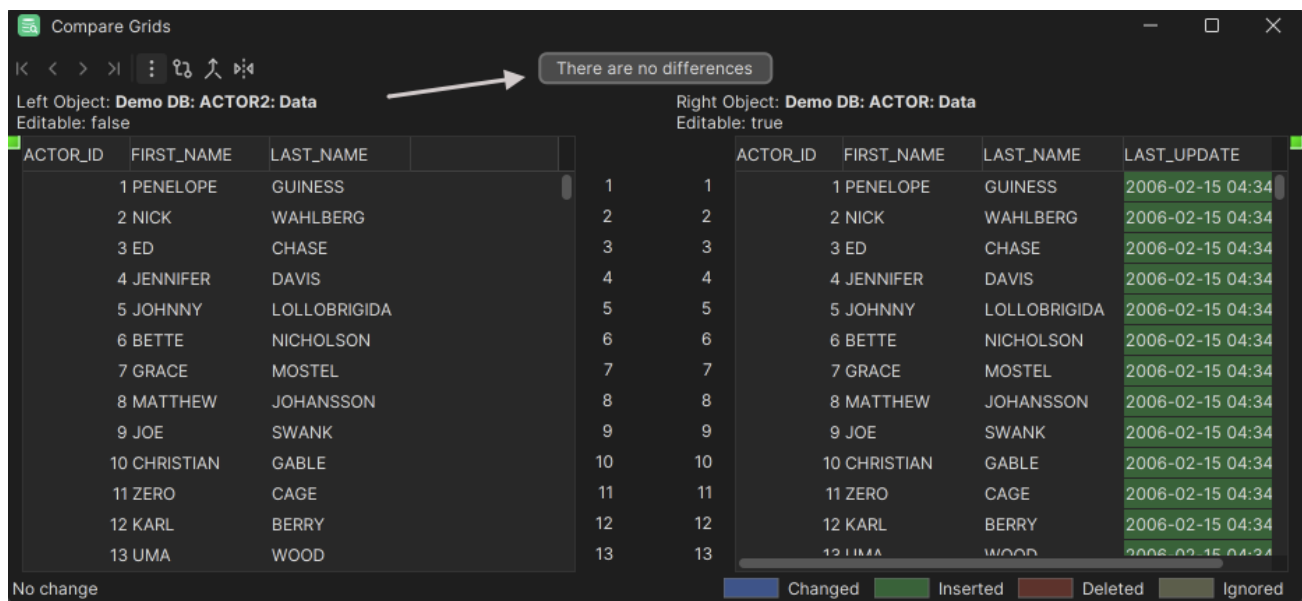 Compare Grids
There are no differences
Left Object: Demo DB: ACTOR2: Data
Editable: false
Right Object: Demo DB: ACTOR: Data
Editable: true
ACTOR_ID FIRST_NAME LAST_NAME ACTOR_ID FIRST_NAME LAST_NAME LAST_UPDATE
1 PENELOPE GUINESS 1 1 1 PENELOPE GUINESS 2006-02-15 04:34
2 NICK WAHLBERG 2 2 2 NICK WAHLBERG 2006-02-15 04:34
3 ED CHASE 3 3 3 ED CHASE 2006-02-15 04:34
4 JENNIFER DAVIS 4 4 4 JENNIFER DAVIS 2006-02-15 04:34
5 JOHNNY LOLLOBRIGIDA 5 5 5 JOHNNY LOLLOBRIGIDA 2006-02-15 04:34
6 BETTE NICHOLSON 6 6 6 BETTE NICHOLSON 2006-02-15 04:34
7 GRACE MOSTEL 7 7 7 GRACE MOSTEL 2006-02-15 04:34
8 MATTHEW JOHANSSON 8 8 8 MATTHEW JOHANSSON 2006-02-15 04:34
9 JOE SWANK 9 9 9 JOE SWANK 2006-02-15 04:34
10 CHRISTIAN GABLE 10 10 10 CHRISTIAN GABLE 2006-02-15 04:34
11 ZERO CAGE 11 11 11 ZERO CAGE 2006-02-15 04:34
12 KARL BERRY 12 12 12 KARL BERRY 2006-02-15 04:34
13 UMA WOOD 13 13 13 UMA WOOD 2006-02-15 04:34
No change Changed Inserted Deleted Ignored